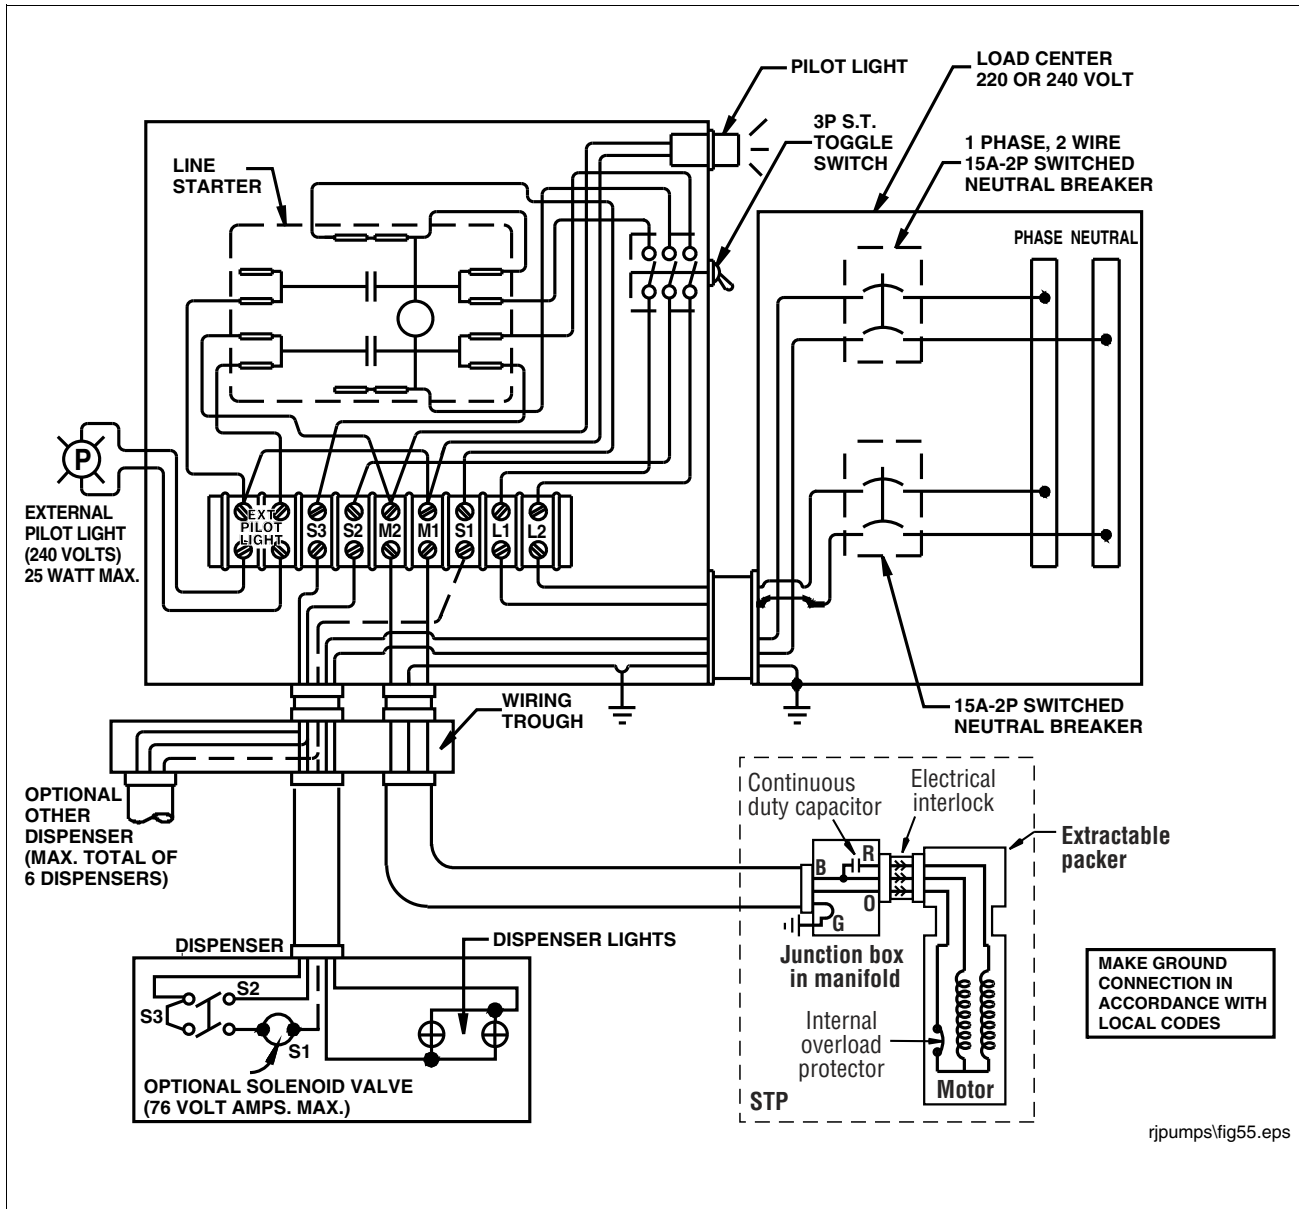 PILOT LIGHT
LOAD CENTER
220 OR 240 VOLT
3P S.T.
TOGGLE
SWITCH
1 PHASE, 2 WIRE
15A-2P SWITCHED
NEUTRAL BREAKER
LINE
STARTER
PHASE NEUTRAL
P
EXTERNAL
PILOT LIGHT
(240 VOLTS)
25 WATT MAX.
EXT
PILOT
LIGHT
S3 S2 M2 M1 S1 L1 L2
WIRING
TROUGH
15A-2P SWITCHED
NEUTRAL BREAKER
OPTIONAL
OTHER
DISPENSER
(MAX. TOTAL OF
6 DISPENSERS)
Continuous
duty capacitor
Electrical
interlock
Extractable
packer
B
R
O
G
Junction box
in manifold
Internal
overload
protector
Motor
STP
DISPENSER
DISPENSER LIGHTS
S2
S3
S1
OPTIONAL SOLENOID VALVE
(76 VOLT AMPS. MAX.)
MAKE GROUND
CONNECTION IN
ACCORDANCE WITH
LOCAL CODES
rjpumps\fig55.eps